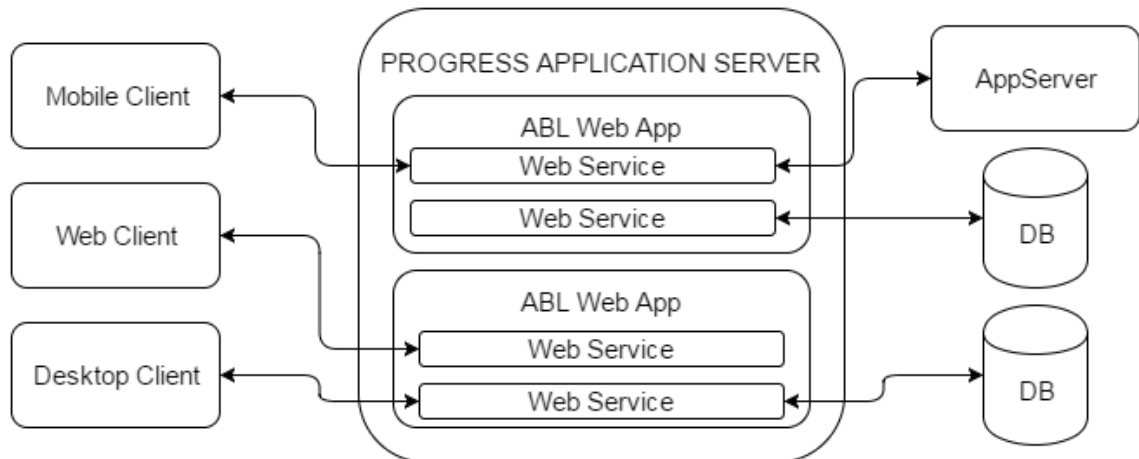 Mobile Client
Web Client
Desktop Client
PROGRESS APPLICATION SERVER
ABL Web App
Web Service
Web Service
ABL Web App
Web Service
Web Service
AppServer
DB
DB